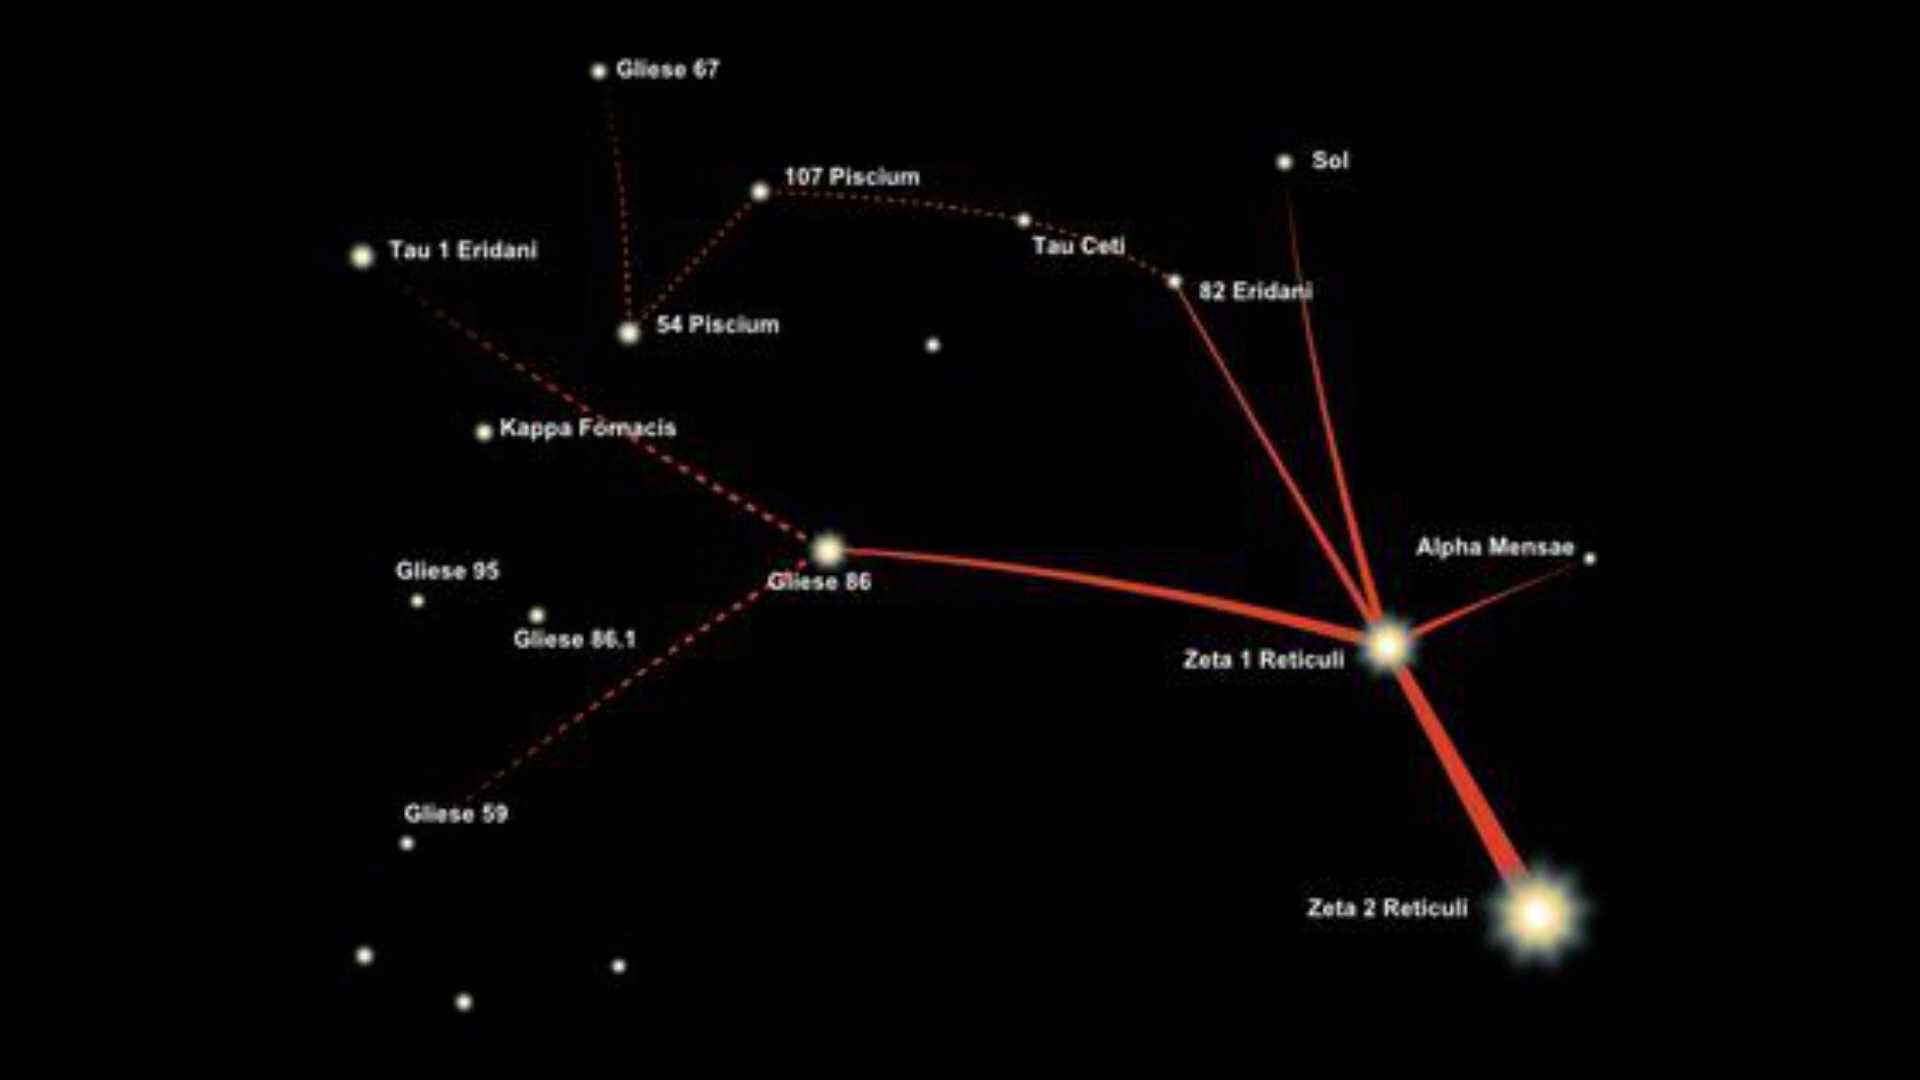 Gliese 67
Sol
107 Piscium
Tau 1 Eridani
Tau Ceti
82 Eridani
54 Piscium
Kappa Fornacis
Alpha Mensae
Gliese 95
Gliese 86
Gliese 86.1
Zeta 1 Reticuli
Gliese 59
Zeta 2 Reticuli